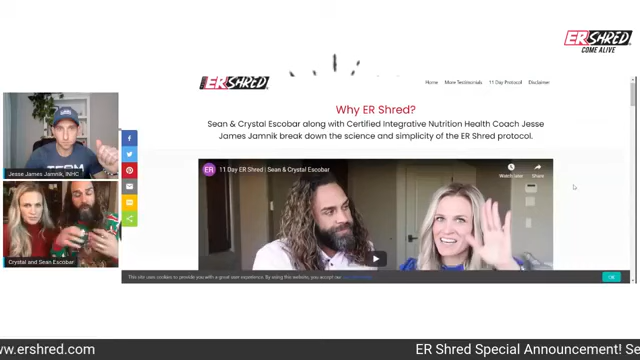 ER SHRED
COME ALIVE
ER SHRED
Home More Testimonials 11 Day Protocol Disclaimer
Why ER Shred?
Sean & Crystal Escobar along with Certified Integrative Nutrition Health Coach Jesse
James Jamnik break down the science and simplicity of the ER Shred protocol.
ER 11 Day ER Shred | Sean & Crystal Escobar
Watch later Share
TEAM
Jesse James Jamnik, INHC
Crystal and Sean Escobar
This site uses cookies to provide you with a great user experience. By using this website, you accept our
OK
ww.ershred.com
ER Shred Special Announcement! Se